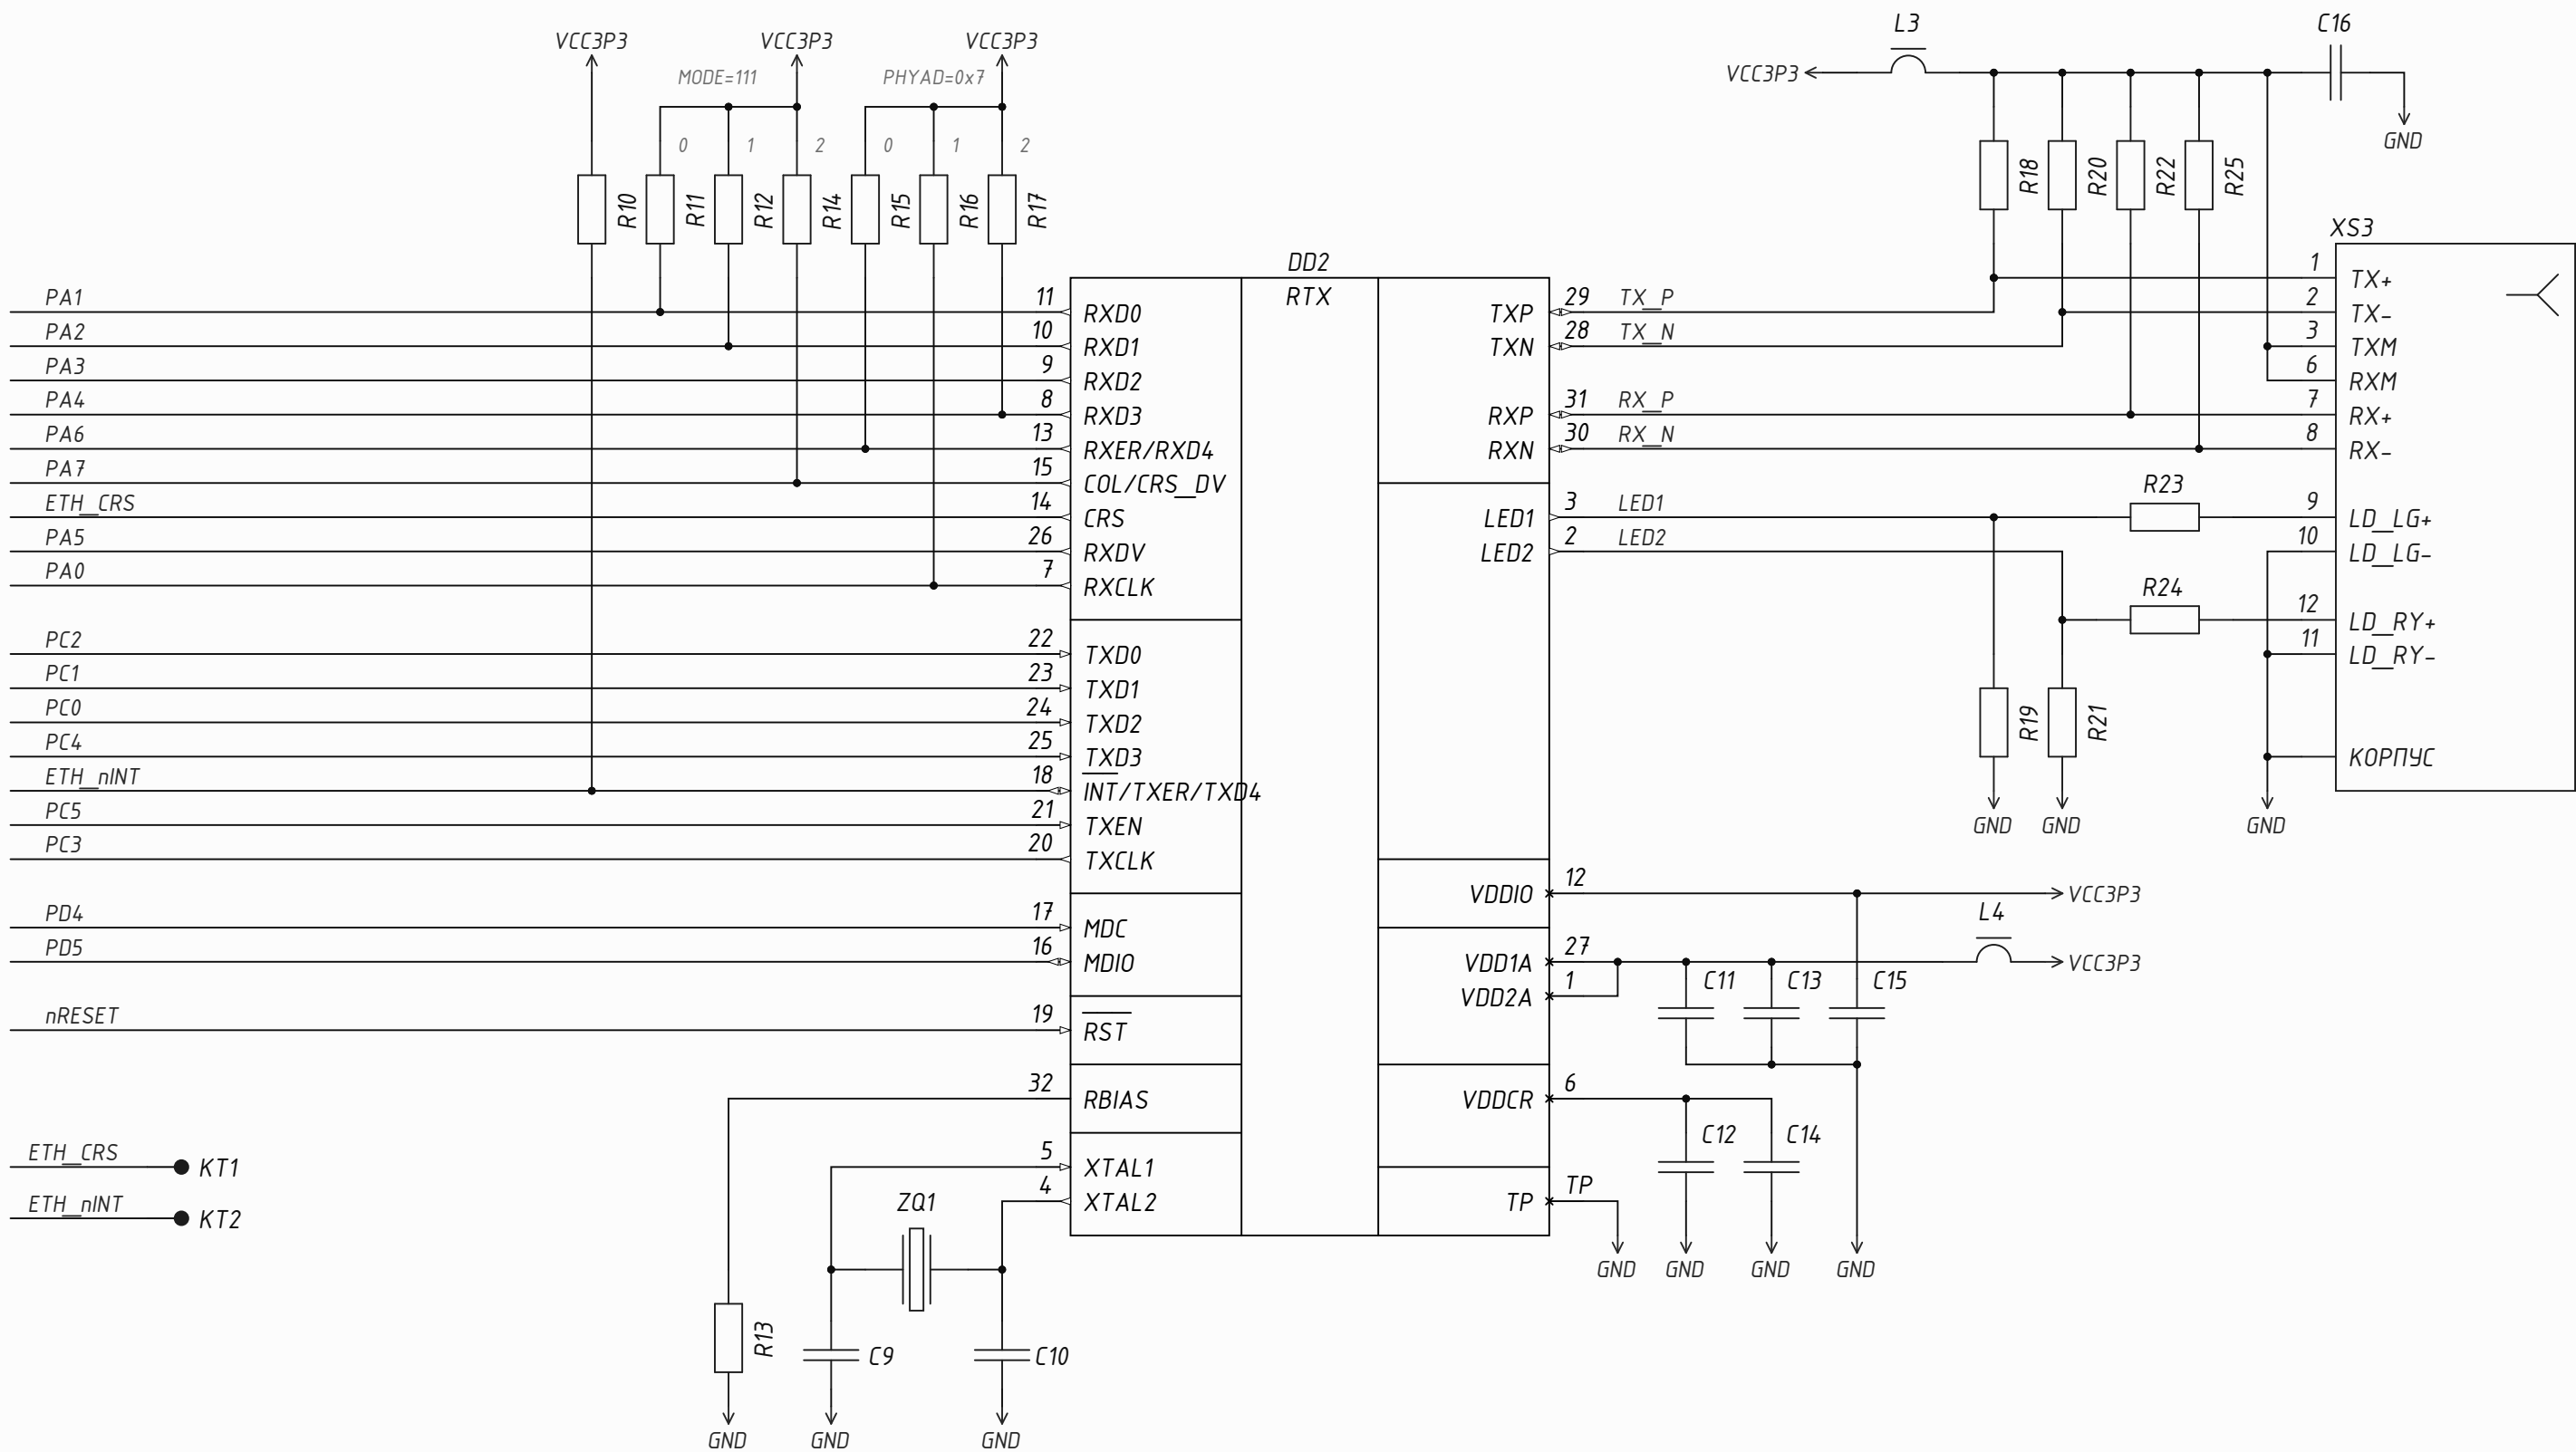 L3
C16
VCC3P3
VCC3P3
VCC3P3
VCC3P3
MODE=111
PHYAD=0x7
GND
0
1
2
0
1
2
R10
R11
R12
R14
R15
R16
R17
R18
R20
R22
R25
XS3
DD2
RTX
PA1 11 RXD0
PA2 10 RXD1
PA3 9 RXD2
PA4 8 RXD3
PA6 13 RXER/RXD4
PA7 15 COL/CRS_DV
ETH_CRS 14 CRS
PA5 26 RXDV
PA0 7 RXCLK
PC2 22 TXD0
PC1 23 TXD1
PC0 24 TXD2
PC4 25 TXD3
ETH_nINT 18 INT/TXER/TXD4
PC5 21 TXEN
PC3 20 TXCLK
PD4 17 MDC
PD5 16 MDIO
nRESET 19 RST
32 RBIAS
5 XTAL1
4 XTAL2
TXP 29 TX_P
TXN 28 TX_N
RXP 31 RX_P
RXN 30 RX_N
LED1 3 LED1
LED2 2 LED2
VDDIO 12 VCC3P3
L4
VDD1A 27 VCC3P3
VDD2A 1
C11
C13
C15
VDDCR 6
C12
C14
TP TP
GND
GND
GND
GND
1 TX+
2 TX-
3 TXM
6 RXM
7 RX+
8 RX-
R23
9 LD_LG+
10 LD_LG-
R24
12 LD_RY+
11 LD_RY-
R19
R21
КОРПУС
GND
GND
GND
ETH_CRS KT1
ETH_nINT KT2
ZQ1
R13
C9
C10
GND
GND
GND